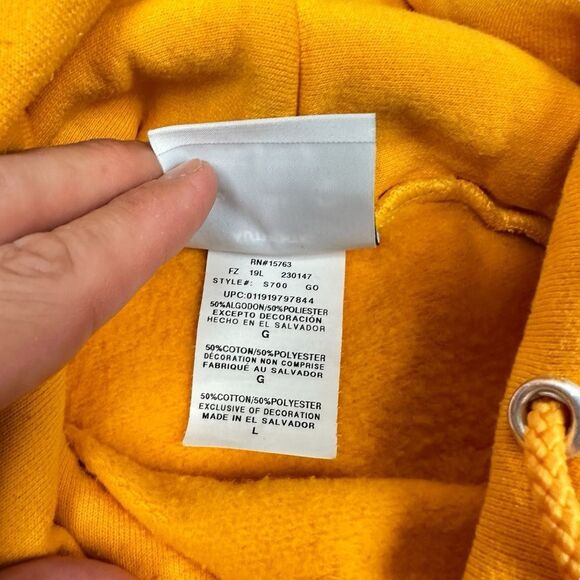 RN#15763
FZ 19L 230147
STYLE#: S700 GO
UPC:011919797844
50%ALGODON/50%POLIESTER
EXCEPTO DECORACIÓN
HECHO EN EL SALVADOR
G
50%COTON/50%POLYESTER
DÉCORATION NON COMPRISE
FABRIQUÉ AU SALVADOR
G
50%COTTON/50%POLYESTER
EXCLUSIVE OF DECORATION
MADE IN EL SALVADOR
L